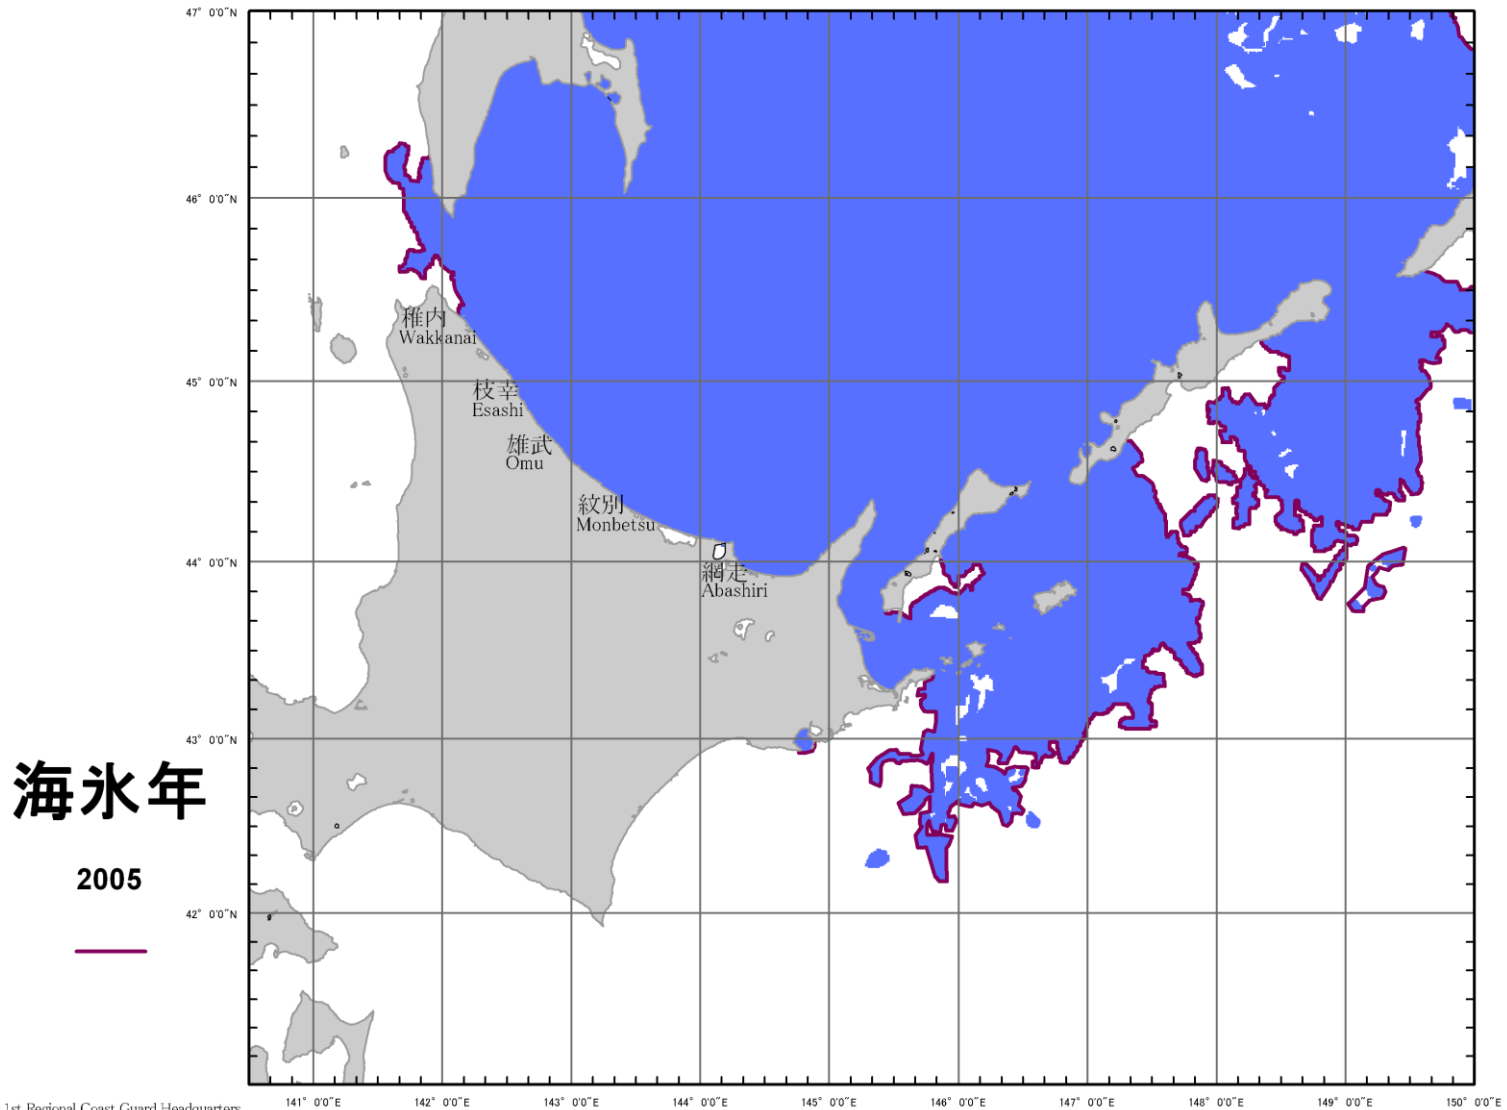 47° 0'0"N
46° 0'0"N
稚内
Wakkanai
45° 0'0"N
枝幸
Esashi
雄武
Omu
紋別
Monbetsu
44° 0'0"N
網走
Abashiri
43° 0'0"N
海氷年
2005
42° 0'0"N
141° 0'0"E 142° 0'0"E 143° 0'0"E 144° 0'0"E 145° 0'0"E 146° 0'0"E 147° 0'0"E 148° 0'0"E 149° 0'0"E 150° 0'0"E
1st Regional Coast Guard Headquarters